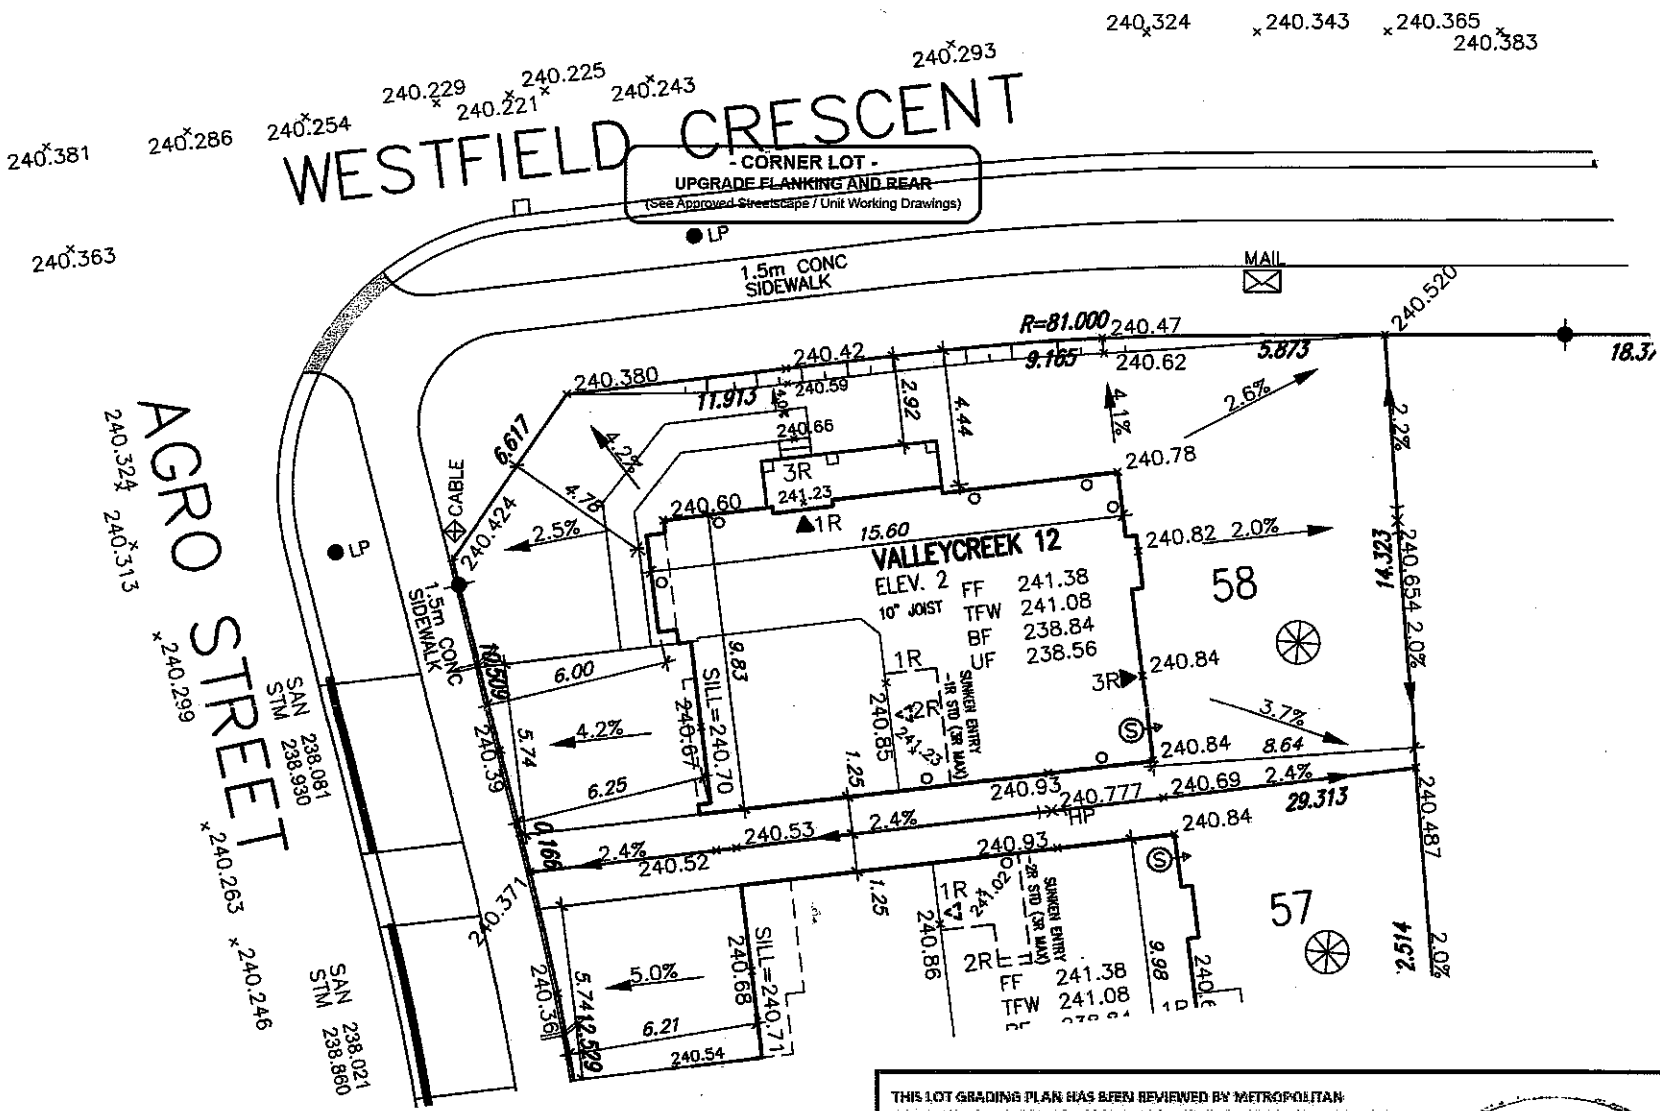 240.324
240.343
240.365
240.383
240.293
240.225
240.229
240.221
240.243
240.254
240.286
240.381
WESTFIELD CRESCENT
- CORNER LOT -
UPGRADE FLANKING AND REAR
(See Approved Streetscape / Unit Working Drawings)
240.363
LP
1.5m CONC
SIDEWALK
MAIL
240.520
R=81.000
240.47
9.165
240.62
5.873
18.3
240.42
240.380
240.59
11.913
2.92
4.44
4.1%
2.6%
2.2%
AGRO STREET
240.324
240.313
240.299
6.617
4.2%
240.66
3R
241.23
1R
240.78
CABLE
240.424
4.78
2.5%
240.60
15.60
LP
VALLEYCREEK 12
ELEV. 2
10" JOIST
FF 241.38
TFW 241.08
BF 238.84
UF 238.56
240.82
2.0%
58
14.323
240.654
2.0%
1.5m CONC
SIDEWALK
10.509
6.00
9.83
SILL=240.70
240.67
1R
2R
241.23
240.85
SUNKEN ENTRY
-1R STD (3R MAX)
240.84
3R
S
3.7%
SAN 238.081
STM 238.930
240.39
5.74
4.2%
6.25
1.25
240.93
240.777
HP
240.84
8.64
240.69
2.4%
29.313
240.487
0.166
2.4%
240.52
240.53
2.4%
240.93
240.84
S
240.263
240.246
240.371
1.25
1R
241.02
240.86
2R
SUNKEN ENTRY
-2R STD (3R MAX)
57
2.514
2.0%
SAN 238.021
STM 238.860
240.36
5.74
12.529
5.0%
6.21
240.54
240.68
SILL=240.71
FF 241.38
TFW 241.08
9.98
1R
THIS LOT GRADING PLAN HAS BEEN REVIEWED BY METROPOLITAN